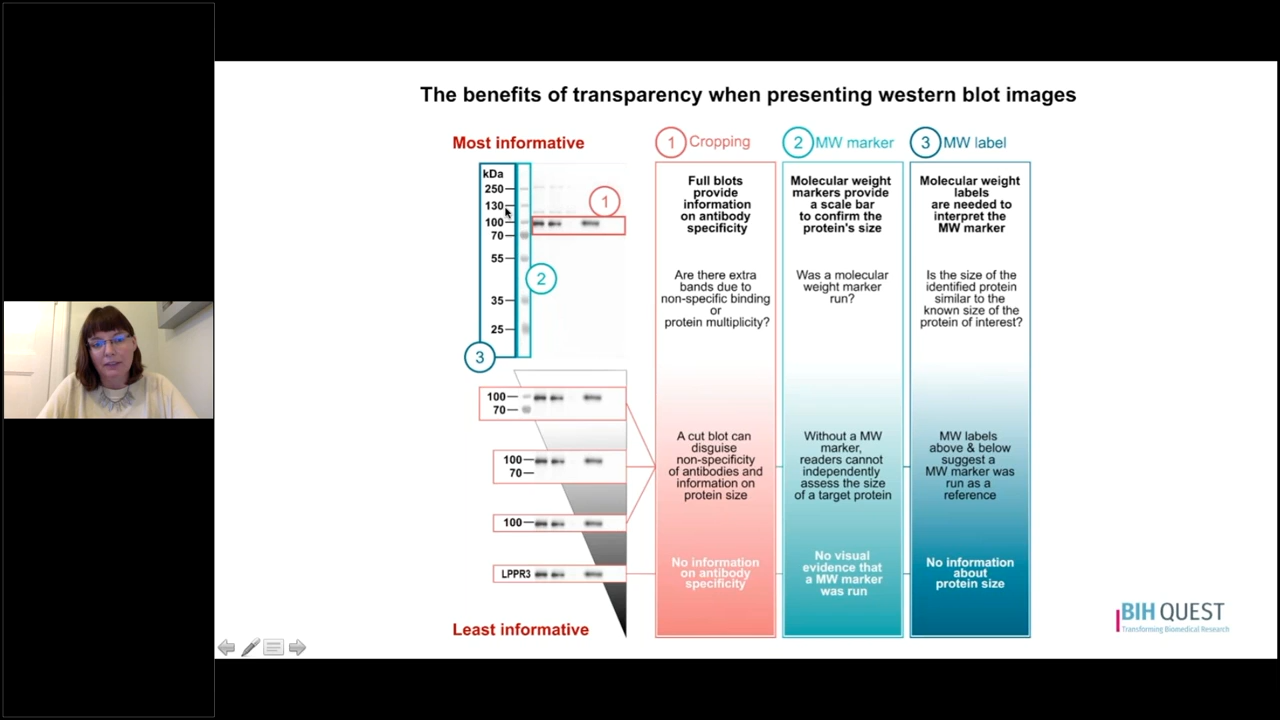 The benefits of transparency when presenting western blot images
Most informative
1 Cropping
2 MW marker
3 MW label
kDa
250
130
100
70
55
35
25
1
2
3
Full blots
provide
information
on antibody
specificity
Are there extra
bands due to
non-specific binding
or
protein multiplicity?
A cut blot can
disguise
non-specificity
of antibodies and
information on
protein size
No information
on antibody
specificity
Molecular weight
markers provide
a scale bar
to confirm the
protein's size
Was a molecular
weight marker
run?
Without a MW
marker,
readers cannot
independently
assess the size
of a target protein
No visual
evidence that
a MW marker
was run
Molecular weight
labels
are needed to
interpret the
MW marker
Is the size of the
identified protein
similar to the
known size of the
protein of interest?
MW labels
above & below
suggest a
MW marker was
run as a
reference
No information
about
protein size
100
70
100
70
100
LPPR3
Least informative
BIH QUEST
Transforming Biomedical Research